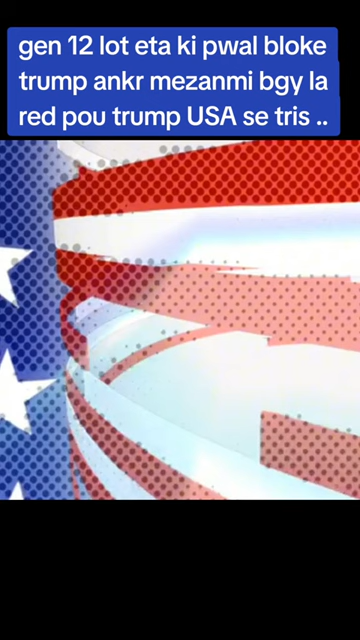 gen 12 lot eta ki pwal bloke
trump ankr mezanmi bgy la
red pou trump USA se tris ..